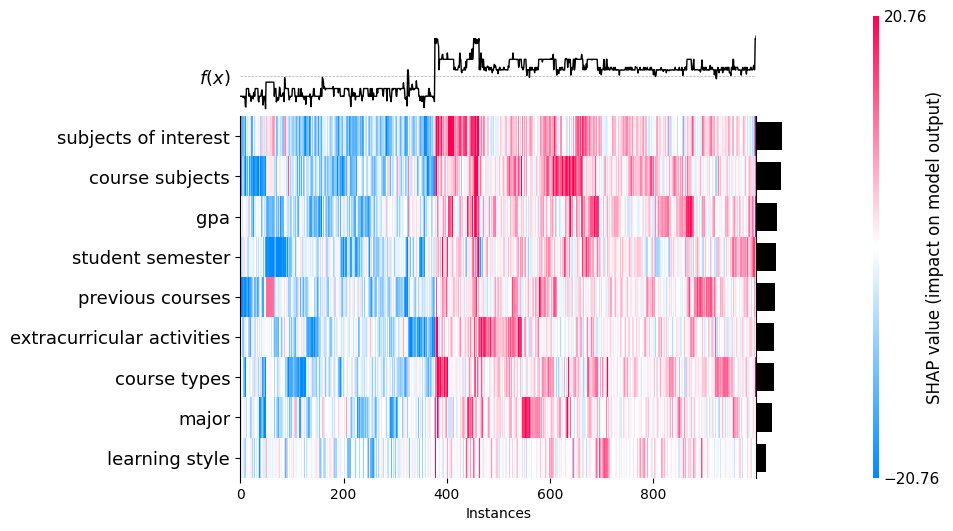 20.76
f(x)
subjects of interest
course subjects
gpa
student semester
previous courses
extracurricular activities
course types
major
learning style
0 200 400 600 800
Instances
SHAP value (impact on model output)
−20.76